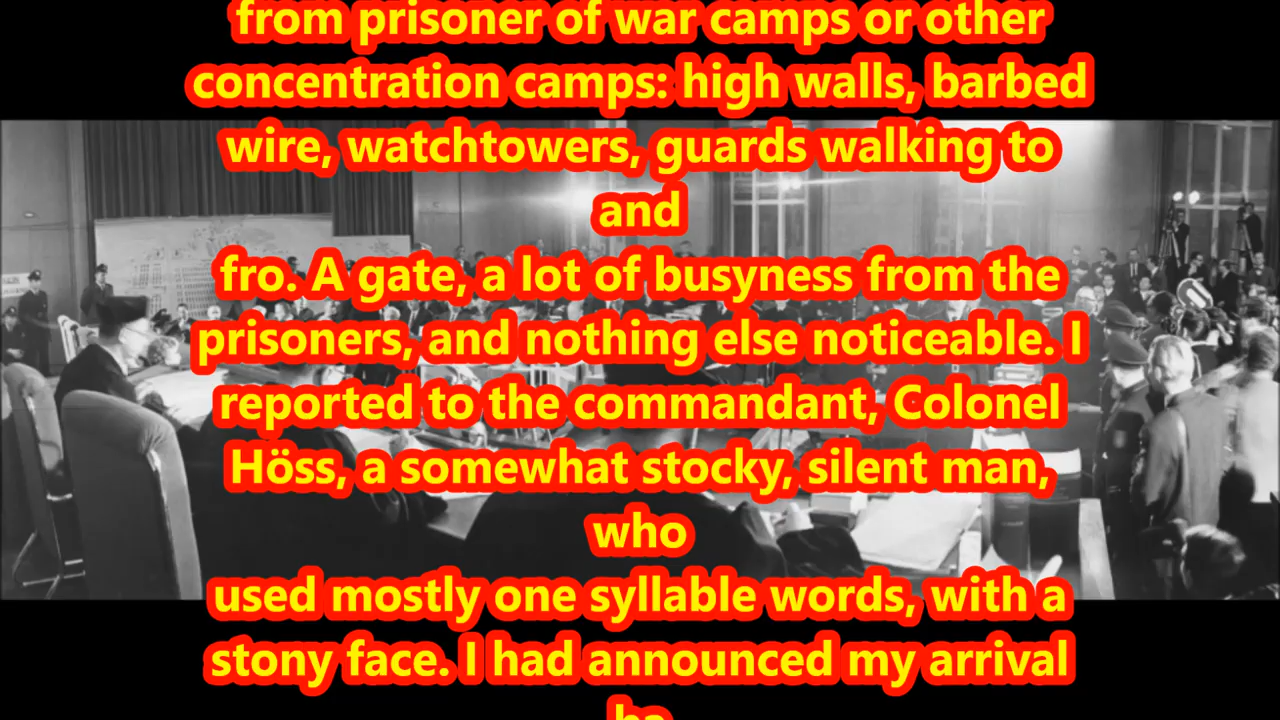 from prisoner of war camps or other
concentration camps: high walls, barbed
wire, watchtowers, guards walking to
and
fro. A gate, a lot of busyness from the
prisoners, and nothing else noticeable. I
reported to the commandant, Colonel
Höss, a somewhat stocky, silent man,
who
used mostly one syllable words, with a
stony face. I had announced my arrival